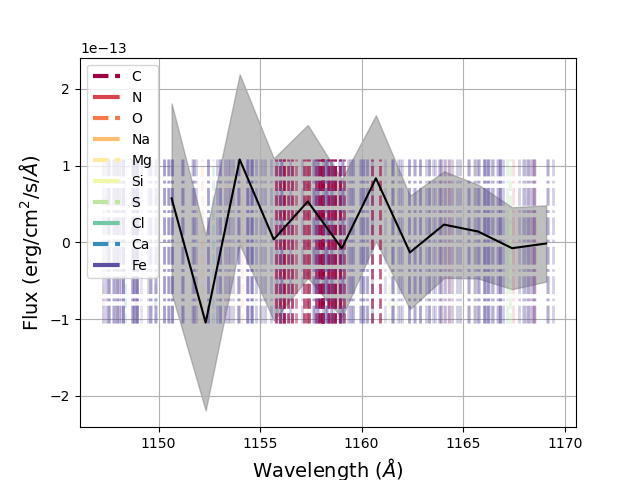 1e−13
2
1
0
−1
−2
Flux (erg/cm²/s/Å)
C
N
O
Na
Mg
Si
S
Cl
Ca
Fe
1150 1155 1160 1165 1170
Wavelength (Å)